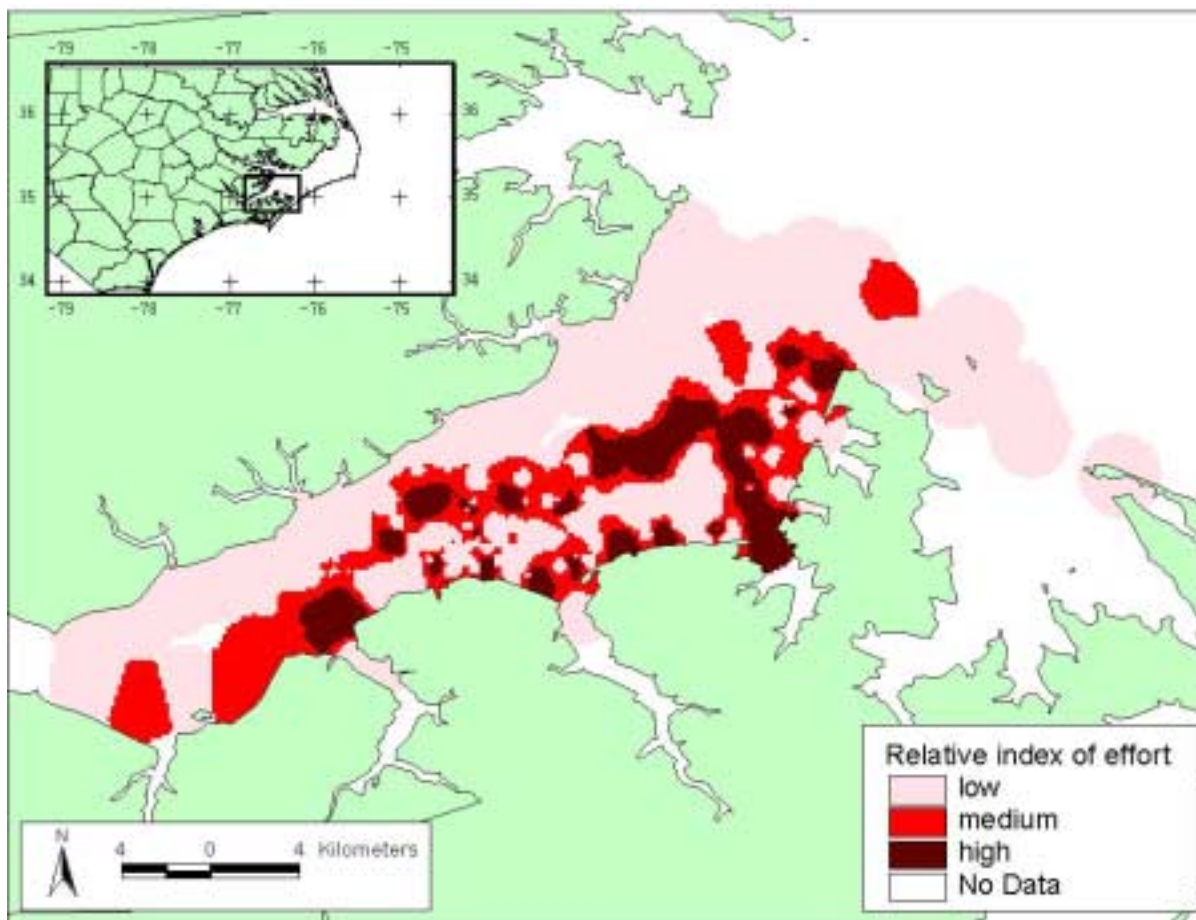 -79 -78 -77 -76 -75
36 36
35 35
34 34
-79 -78 -77 -76 -75
Relative index of effort
low
medium
high
No Data
N
4 0 4 Kilometers